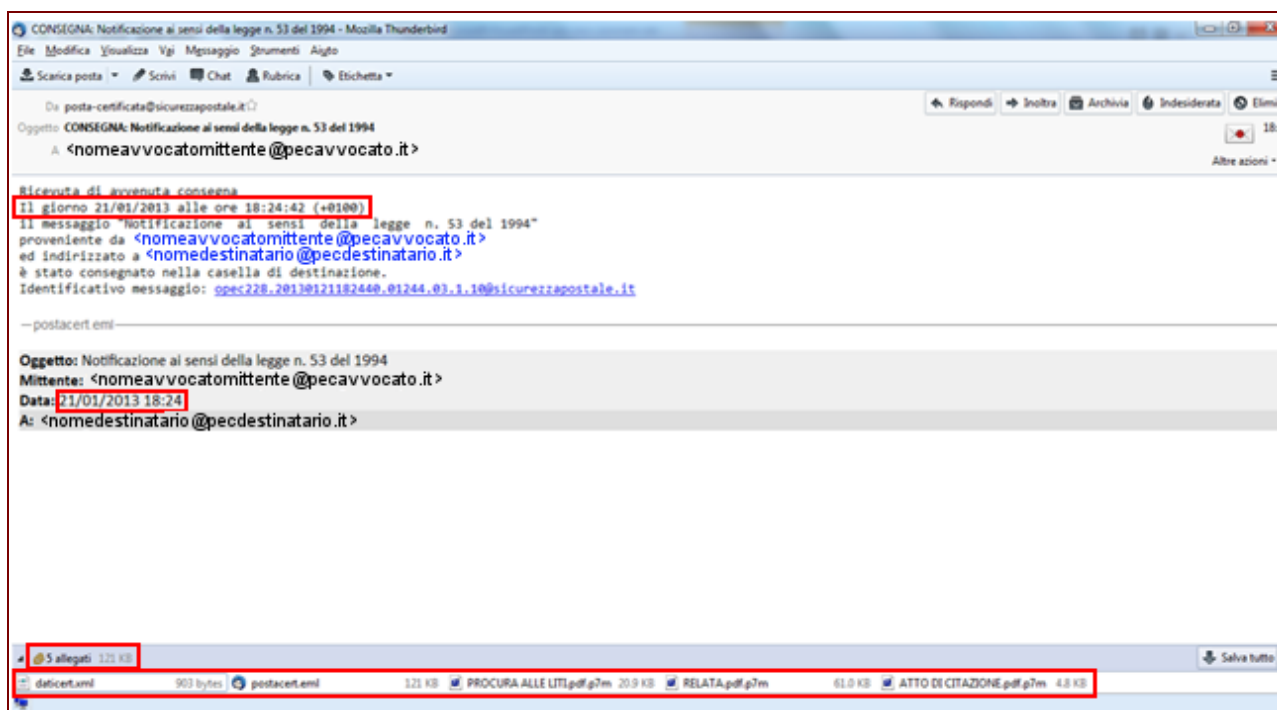 CONSEGNA: Notificazione ai sensi della legge n. 53 del 1994 - Mozilla Thunderbird
File Modifica Visualizza Vai Messaggio Strumenti Aiuto
Scarica posta Scrivi Chat Rubrica Etichetta
Da posta-certificata@sicurezzapostale.it
Rispondi Inoltra Archivia Indesiderata Elimi
Oggetto CONSEGNA: Notificazione ai sensi della legge n. 53 del 1994
18:
A <nomeavvocatomittente@pecavvocato.it>
Altre azioni
Ricevuta di avvenuta consegna
Il giorno 21/01/2013 alle ore 18:24:42 (+0100)
il messaggio "Notificazione ai sensi della legge n. 53 del 1994"
proveniente da <nomeavvocatomittente@pecavvocato.it>
ed indirizzato a <nomedestinatario@pecdestinatario.it>
è stato consegnato nella casella di destinazione.
Identificativo messaggio: opec228.20130121182440.01244.03.1.10@sicurezzapostale.it
postacert.eml
Oggetto: Notificazione ai sensi della legge n. 53 del 1994
Mittente: <nomeavvocatomittente@pecavvocato.it>
Data: 21/01/2013 18:24
A: <nomedestinatario@pecdestinatario.it>
5 allegati 121 KB
Salva tutto
daticert.xml 903 bytes postacert.eml 121 KB PROCURA ALLE LITI.pdf.p7m 20.9 KB RELATA.pdf.p7m 61.0 KB ATTO DI CITAZIONE.pdf.p7m 4.8 KB